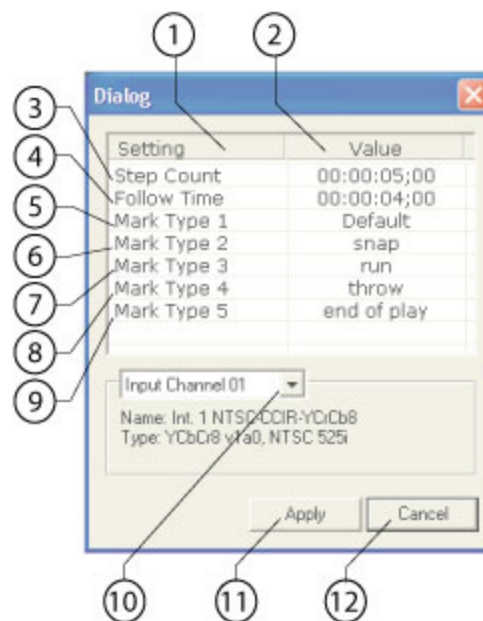 1 2
Dialog
3
4
5
6
7
8
9
Setting Value
Step Count 00:00:05;00
Follow Time 00:00:04;00
Mark Type 1 Default
Mark Type 2 snap
Mark Type 3 run
Mark Type 4 throw
Mark Type 5 end of play
Input Channel 01
Name: Int. 1 NTSC-CCIR-YCrCb8
Type: YCbCr8 v1a0, NTSC 525i
Apply Cancel
10 11 12